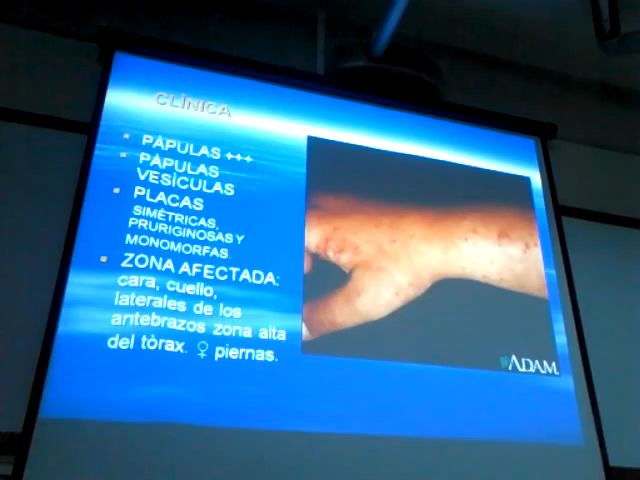 CLÍNICA
PÁPULAS +++
PÁPULAS
VESÍCULAS
PLACAS
SIMÉTRICAS,
PRURIGINOSAS Y
MONOMORFAS.
ZONA AFECTADA:
cara, cuello,
laterales de los
antebrazos zona alta
del tòrax. ♀ piernas.
ADAM.